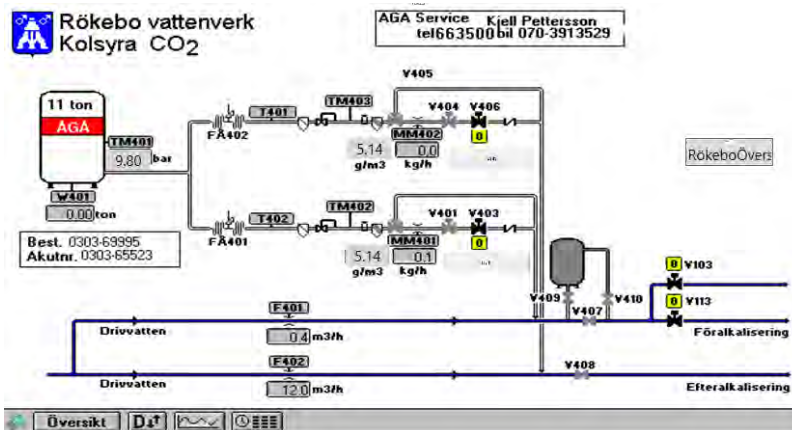 Rökebo vattenverk
Kolsyra CO2
AGA Service Kjell Pettersson
tel663500 bil 070-3913529
V405
11 ton
AGA
TM401
9.80 bar
W401
0.00 ton
Best. 0303-69995
Akutnr. 0303-65523
FÄ402
T401
TM403
V404
V406
0
MM402
5.14
0.0
g/m3
kg/h
RökeboÖvers
FÄ401
T402
TM402
V401
V403
0
MM401
5.14
0.1
g/m3
kg/h
V409
V407
V410
0 V103
0 V113
Drivvatten
F401
0.4 m3/h
Föralkalisering
V408
Drivvatten
F402
12.0 m3/h
Efteralkalisering
Översikt
D